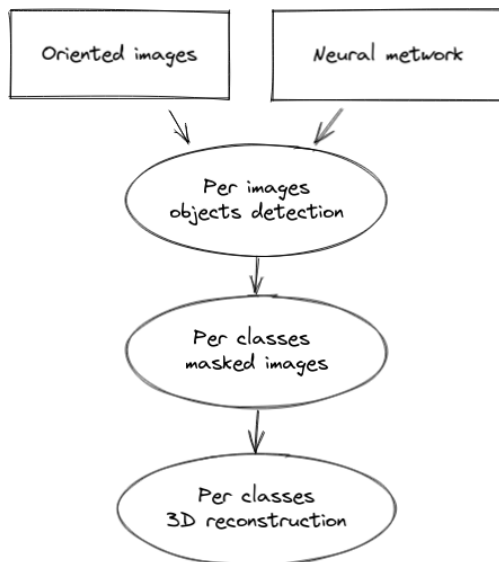 Oriented images
Neural metwork
Per images
objects detection
Per classes
masked images
Per classes
3D reconstruction